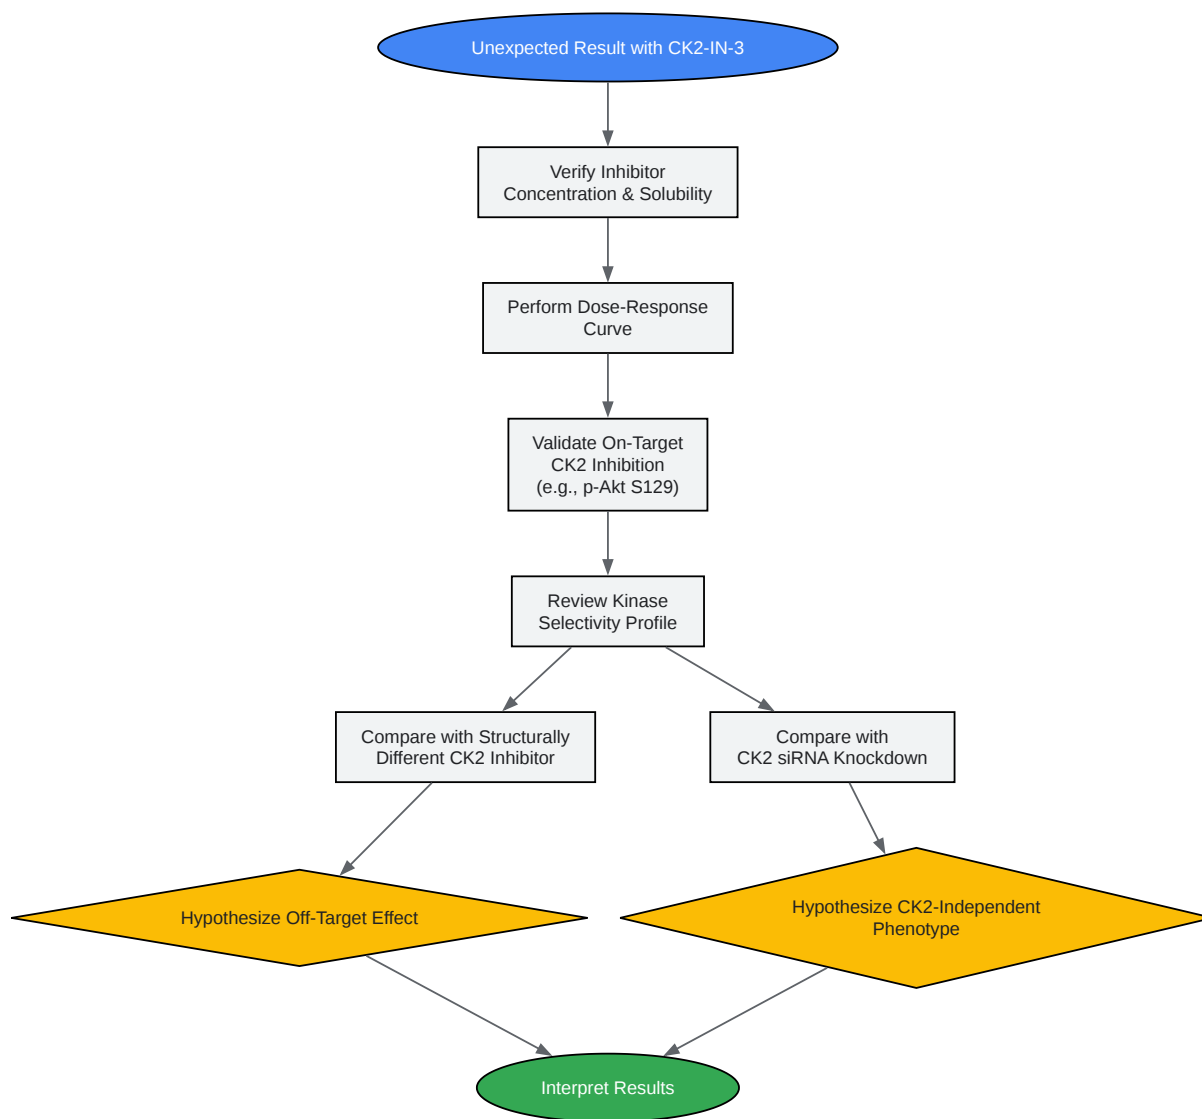 Unexpected Result with CK2-IN-3
Verify Inhibitor
Concentration & Solubility
Perform Dose-Response
Curve
Validate On-Target
CK2 Inhibition
(e.g., p-Akt S129)
Review Kinase
Selectivity Profile
Compare with Structurally
Different CK2 Inhibitor
Compare with
CK2 siRNA Knockdown
Hypothesize Off-Target Effect
Hypothesize CK2-Independent
Phenotype
Interpret Results